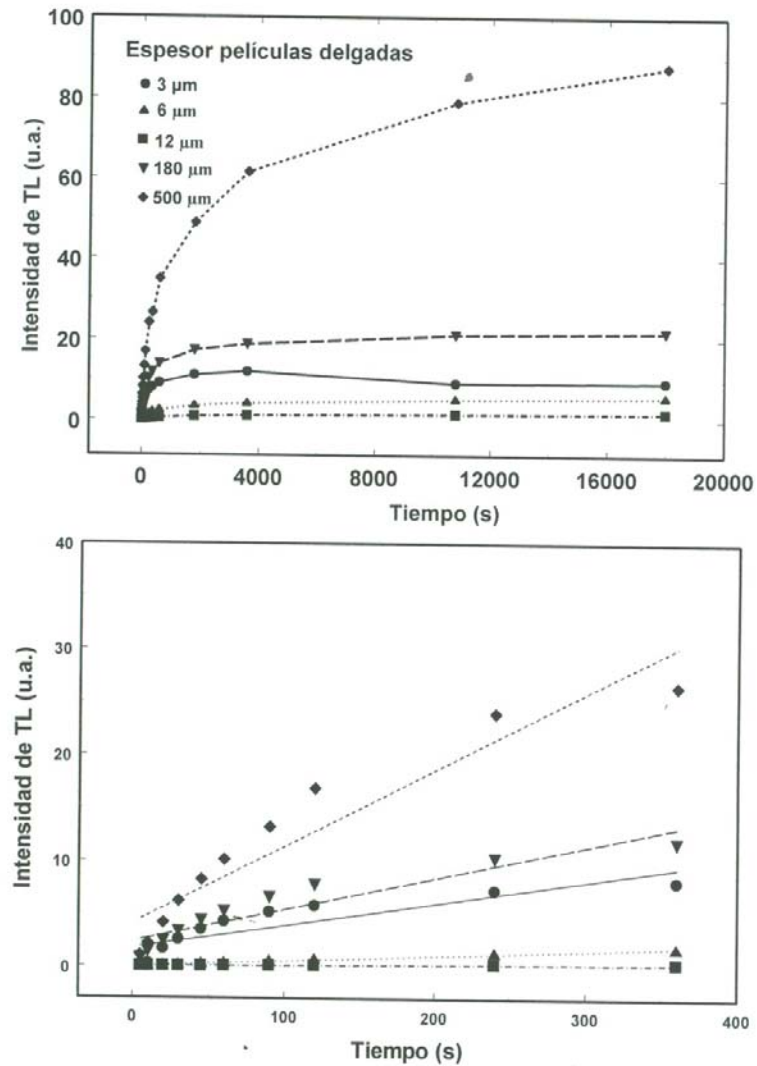 100
80
60
40
20
0
Intensidad de TL (u.a.)
Espesor películas delgadas
3 µm
6 µm
12 µm
180 µm
500 µm
0 4000 8000 12000 16000 20000
Tiempo (s)
40
30
20
10
0
Intensidad de TL (u.a.)
0 100 200 300 400
Tiempo (s)